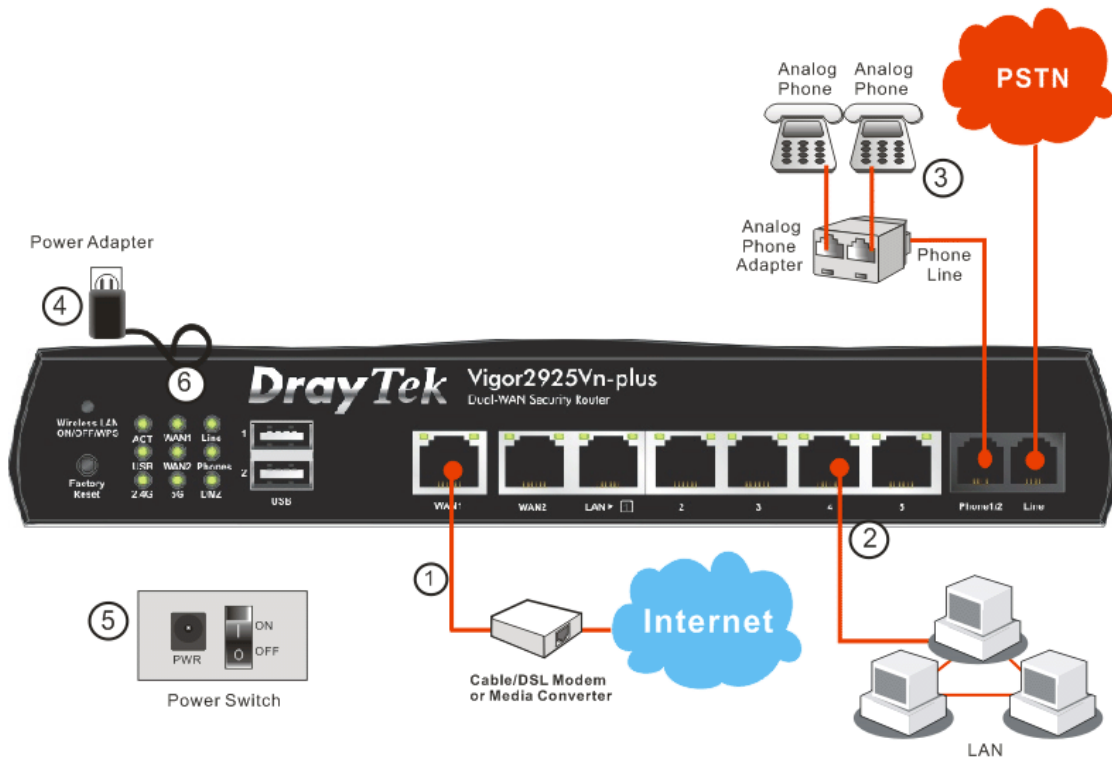 Analog
Phone
Analog
Phone
PSTN
3
Analog
Phone
Adapter
Phone
Line
Power Adapter
4
6
DrayTek
Vigor2925Vn-plus
Dual-WAN Security Router
Wireless LAN
ON/OFF/WPS
ACT WAN1 Line
USB WAN2 Phones
2.4G 5G DMZ
Factory
Reset
1
2
USB
WAN1
WAN2
LAN 1
2
3
4
5
Phone1/2
Line
1
2
5
PWR
ON
OFF
Power Switch
Cable/DSL Modem
or Media Converter
Internet
LAN